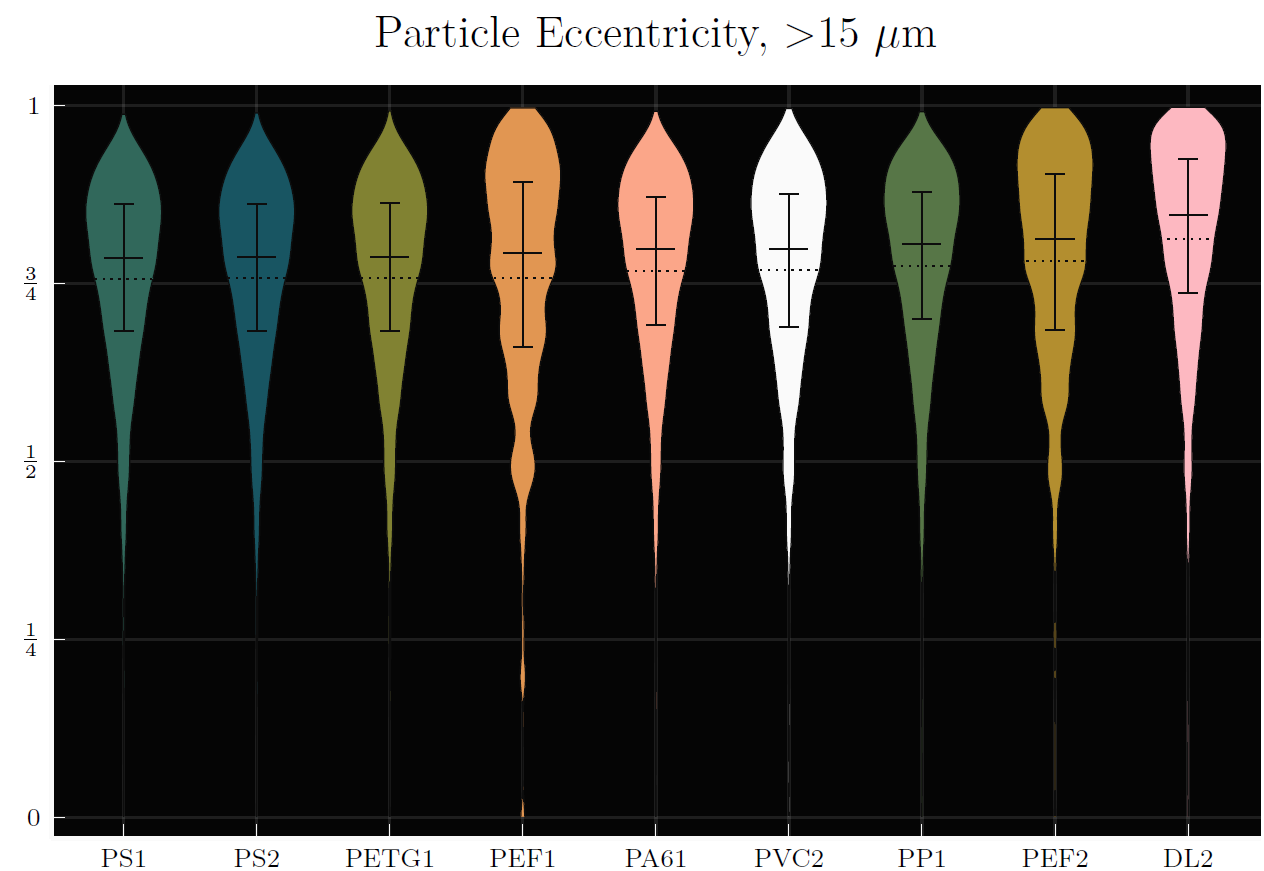 Particle Eccentricity, >15 μm
1
3/4
1/2
1/4
0
PS1 PS2 PETG1 PEF1 PA61 PVC2 PP1 PEF2 DL2